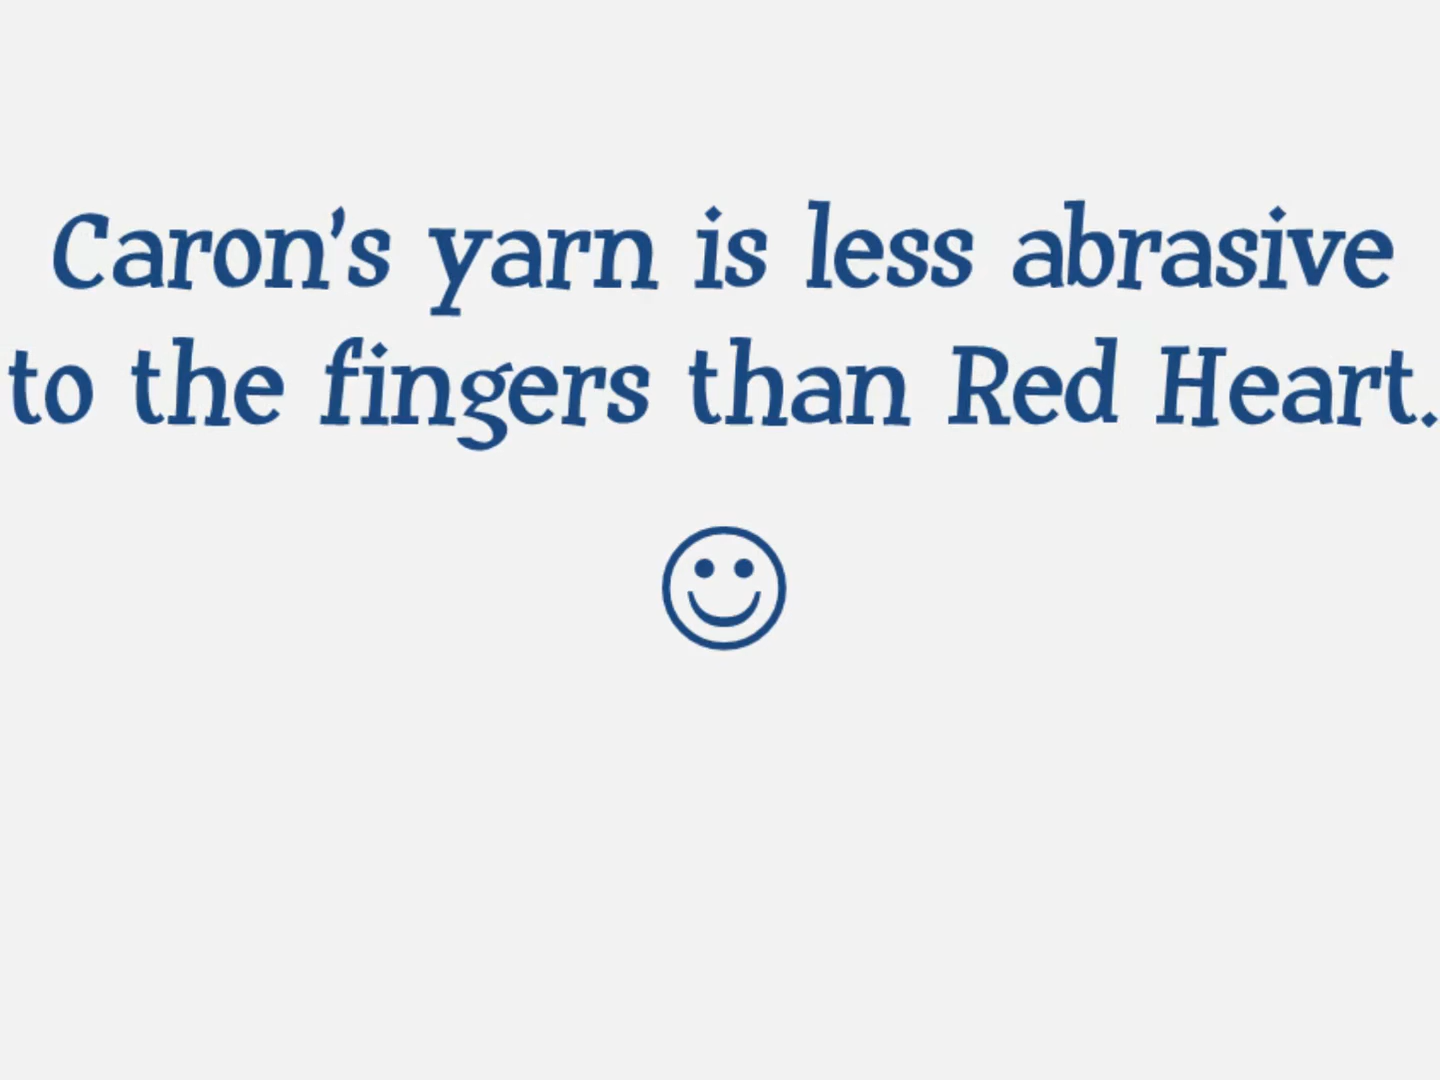 Caron's yarn is less abrasive
to the fingers than Red Heart.
☺